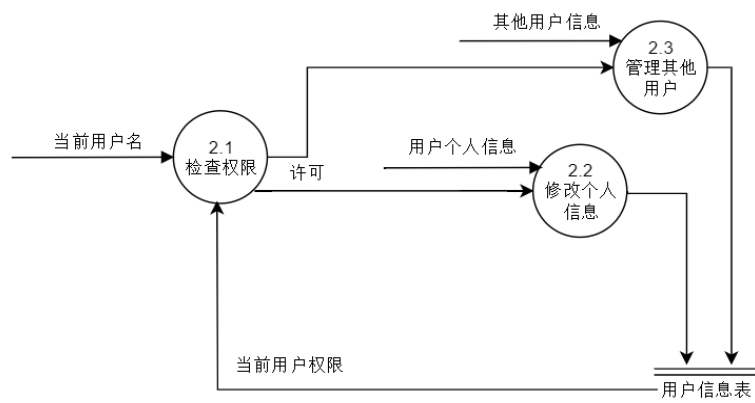 其他用户信息
2.3
管理其他
用户
当前用户名
2.1
检查权限
许可
用户个人信息
2.2
修改个人
信息
当前用户权限
用户信息表